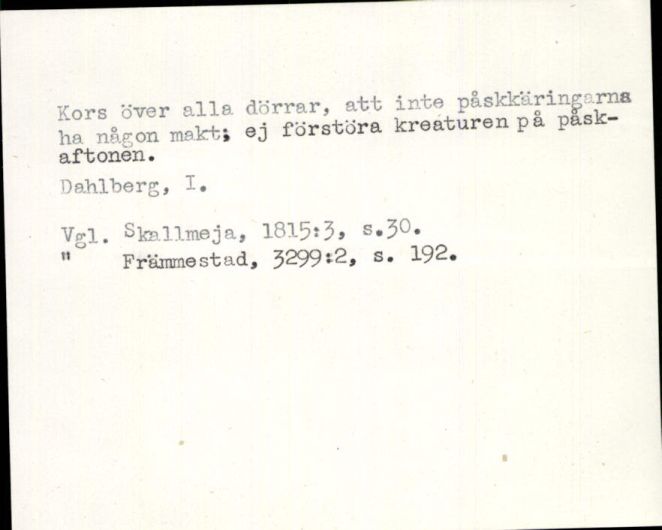 Kors över alla dörrar, att inte påskkäringarna
ha någon makt; ej förstöra kreaturen på påsk-
aftonen.
Dahlberg, I.
Vgl. Skallmeja, 1815:3, s.30.
" Främmestad, 3299:2, s. 192.